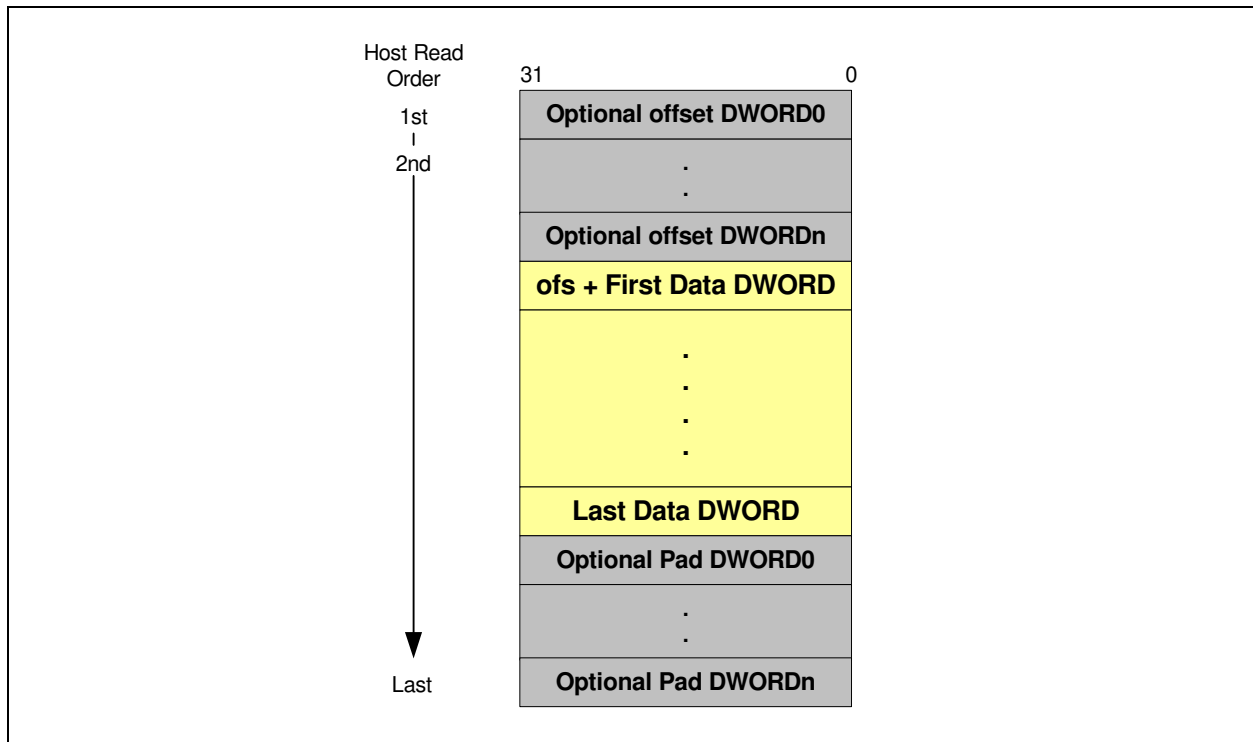 Host Read
Order
31 0
1st
Optional offset DWORD0
2nd
.
.
Optional offset DWORDn
ofs + First Data DWORD
.
.
.
.
Last Data DWORD
Optional Pad DWORD0
.
.
Last
Optional Pad DWORDn